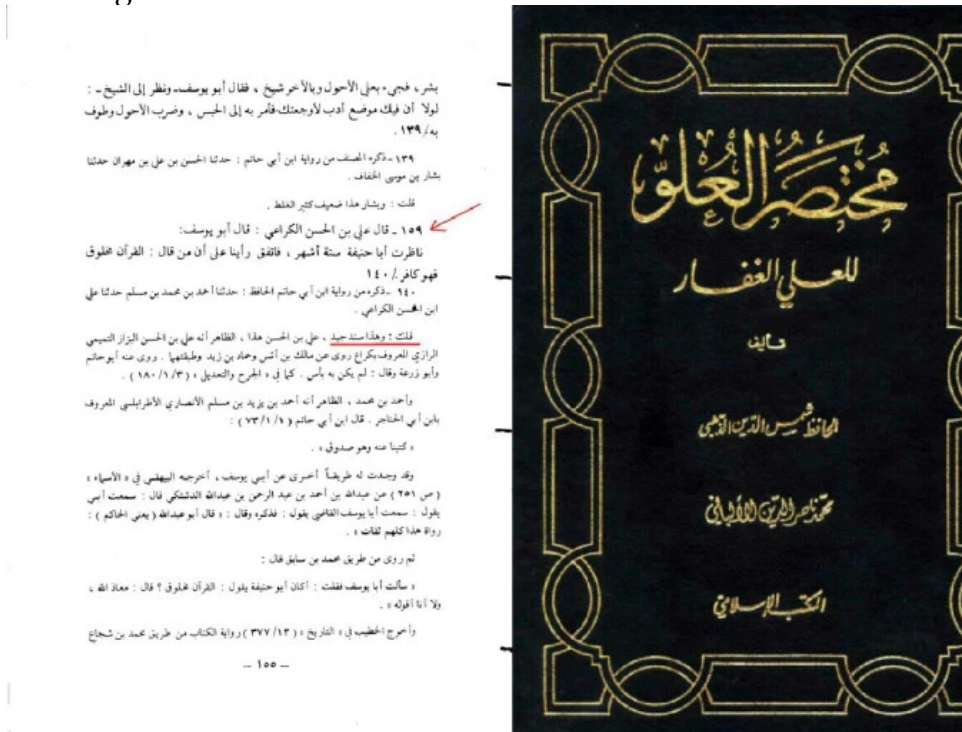 بشر، فجيء بعلي الأحول وبالآخر شيخ، فقال أبو يوسف ـ ونظر إلى الشيخ ـ :
لولا أن فيك موضع أدب لأوجعتك فأمر به إلى الحبس، وضرب الأحول وطوف
به/١٣٩.
١٣٩ ـ ذكره المصنف من رواية ابن أبي حاتم : حدثنا الحسن بن علي بن مهران حدثنا
بشار بن موسى الخفاف .
قلت : وبشار هذا ضعيف كثير الغلط .
١٥٩ ـ قال علي بن الحسن الكراعي : قال أبو يوسف:
ناظرت أبا حنيفة ستة أشهر ، فاتفق رأينا على أن من قال : القرآن مخلوق
فهو كافر ./١٤٠
١٤٠ ـ ذكره من رواية ابن أبي حاتم الحافظ : حدثنا أحمد بن محمد بن مسلم حدثنا علي
ابن الحسن الكراعي .
قلت : وهذا سند جيد ، علي بن الحسن هذا ، الظاهر أنه علي بن الحسن البزاز التميمي
الرازي المعروف بكراع روى عن مالك بن أنس وحماد بن زيد وطبقتهما . روى عنه أبو حاتم
وأبو زرعة وقال : لم يكن به بأس . كما في « الجرح والتعديل » (٣/١/١٨٠) .
وأحمد بن محمد ، الظاهر أنه أحمد بن يزيد بن مسلم الأنصاري الأطرابلسي المعروف
بابن أبي الحناجر . قال ابن أبي حاتم (١/١/٧٣) :
« كتبنا عنه وهو صدوق » .
وقد وجدت له طريقاً أخرى عن أبي يوسف ، أخرجه البيهقي في « الأسماء »
( ص ٢٥١ ) عن عبدالله بن أحمد بن عبد الرحمن بن عبدالله الدشتكي قال : سمعت أبي
يقول : سمعت أبا يوسف القاضي يقول : فذكره وقال : « قال أبو عبدالله ( يعني الحاكم ) :
رواة هذا كلهم ثقات » .
ثم روى من طريق محمد بن سابق قال :
« سألت أبا يوسف فقلت : أكان أبو حنيفة يقول : القرآن مخلوق ؟ قال : معاذ الله ،
ولا أنا أقوله » .
وأخرج الخطيب في « التاريخ » ( ١٣/٣٧٧ ) رواية الكتاب من طريق محمد بن شجاع
ـ ١٥٥ ـ
مختصر العلو
للعلي الغفار
تأليف
الحافظ شمس الدين الذهبي
محمد ناصر الدين الألباني
المكتب الإسلامي